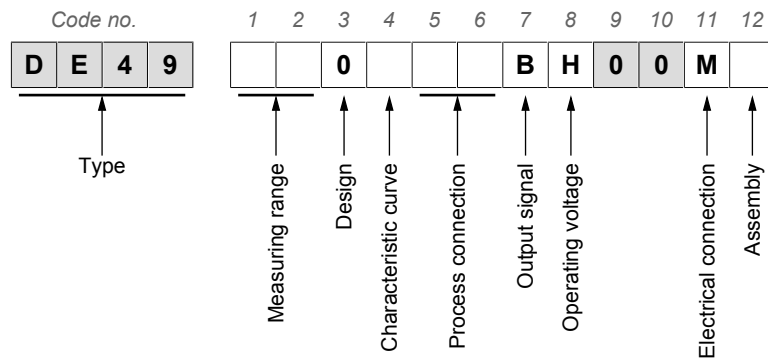 Code no. 1 2 3 4 5 6 7 8 9 10 11 12
D E 4 9 0 B H 0 0 M
Type
Measuring range
Design
Characteristic curve
Process connection
Output signal
Operating voltage
Electrical connection
Assembly